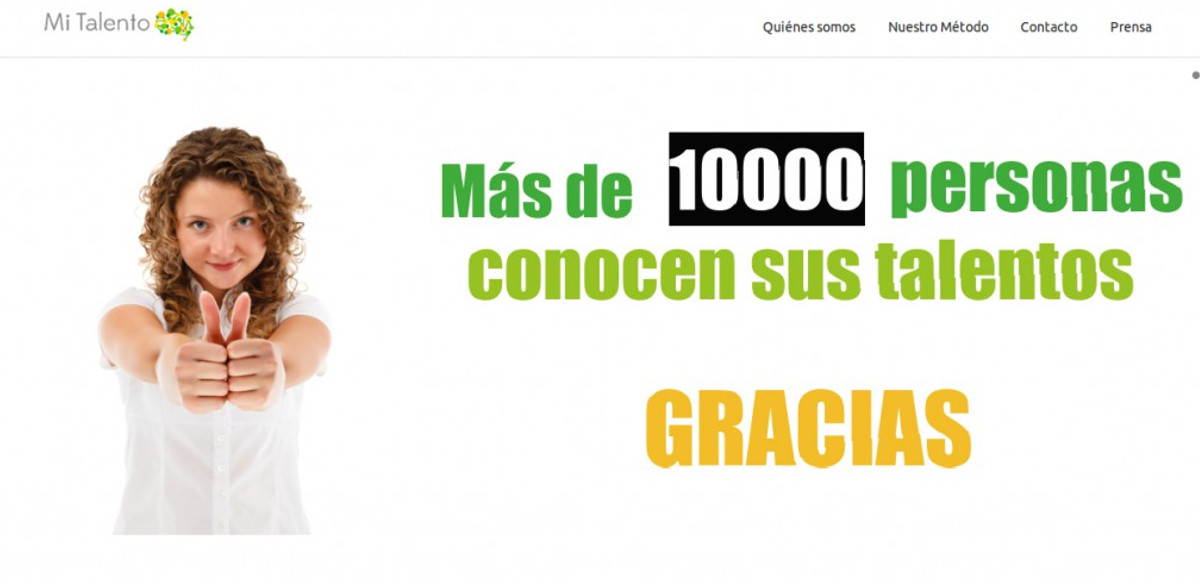 Mi Talento
Quiénes somos Nuestro Método Contacto Prensa
Más de 10000 personas
conocen sus talentos
GRACIAS